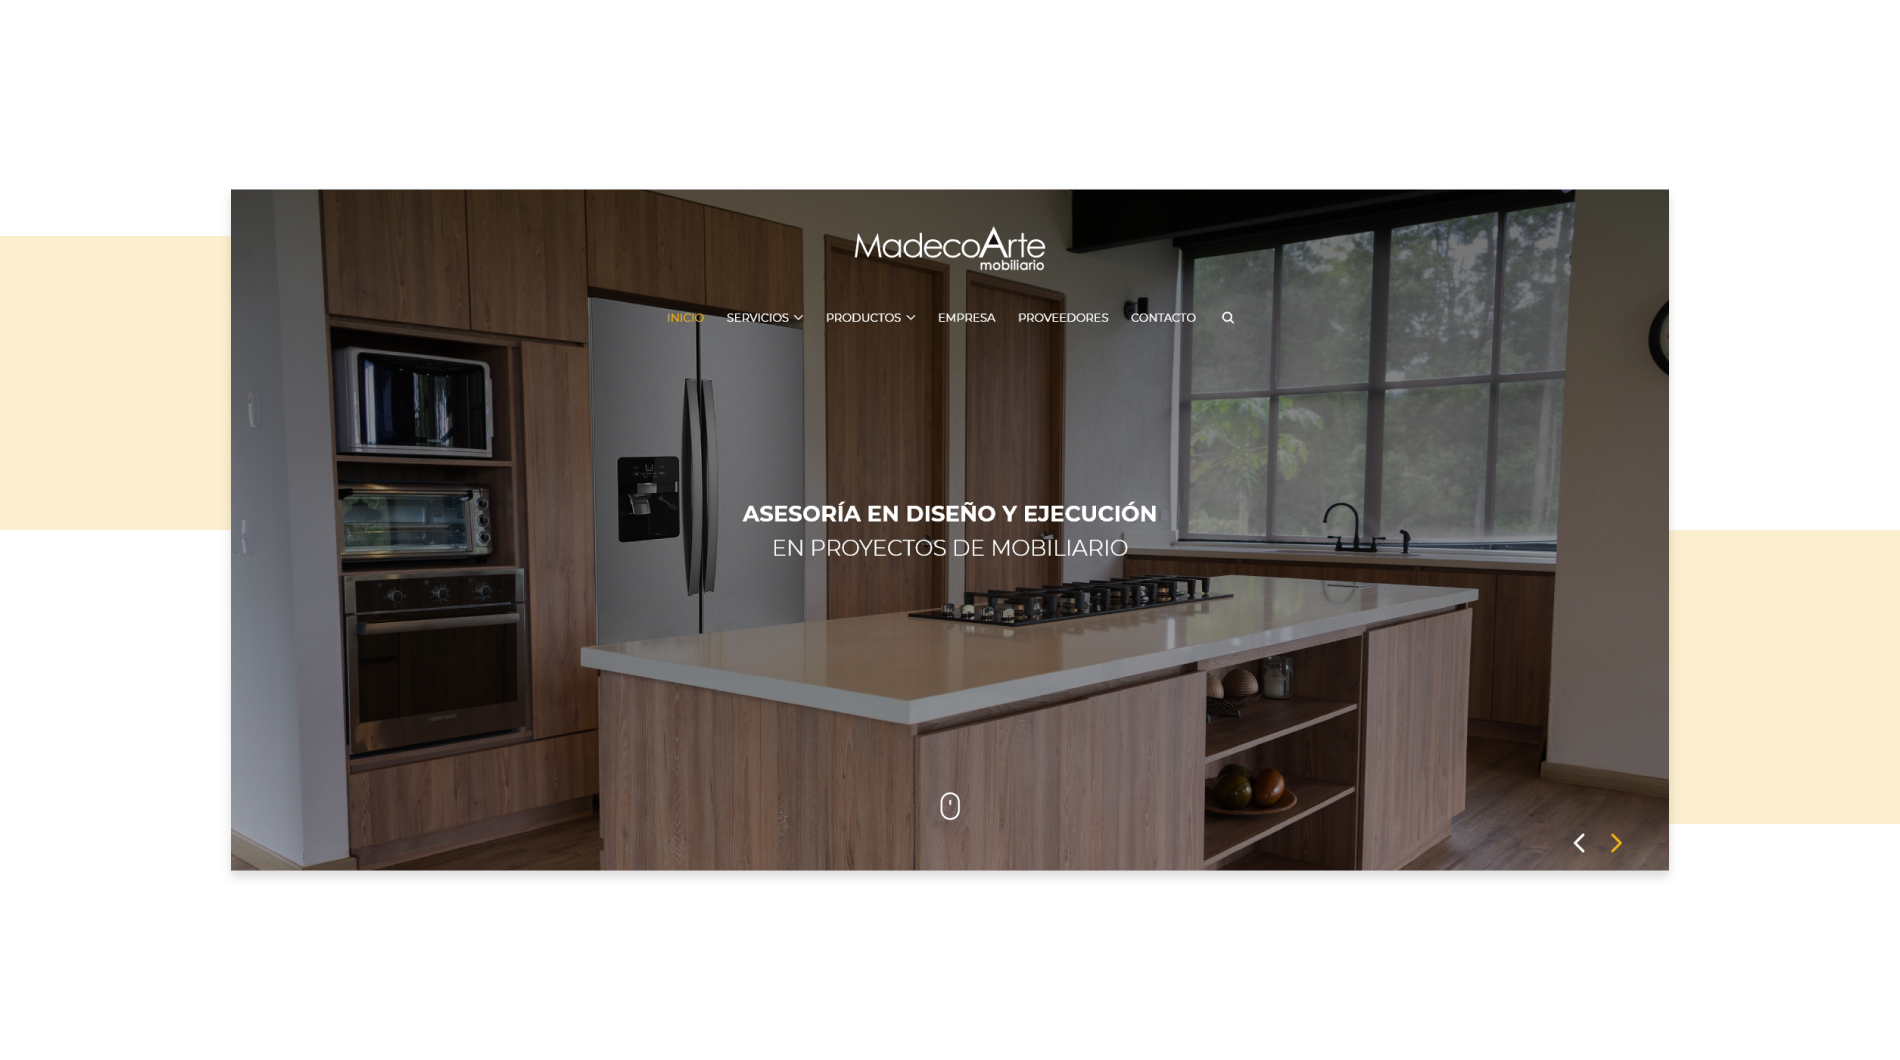 MadecoArte
mobiliario
INICIO SERVICIOS PRODUCTOS EMPRESA PROVEEDORES CONTACTO
ASESORÍA EN DISEÑO Y EJECUCIÓN
EN PROYECTOS DE MOBILIARIO